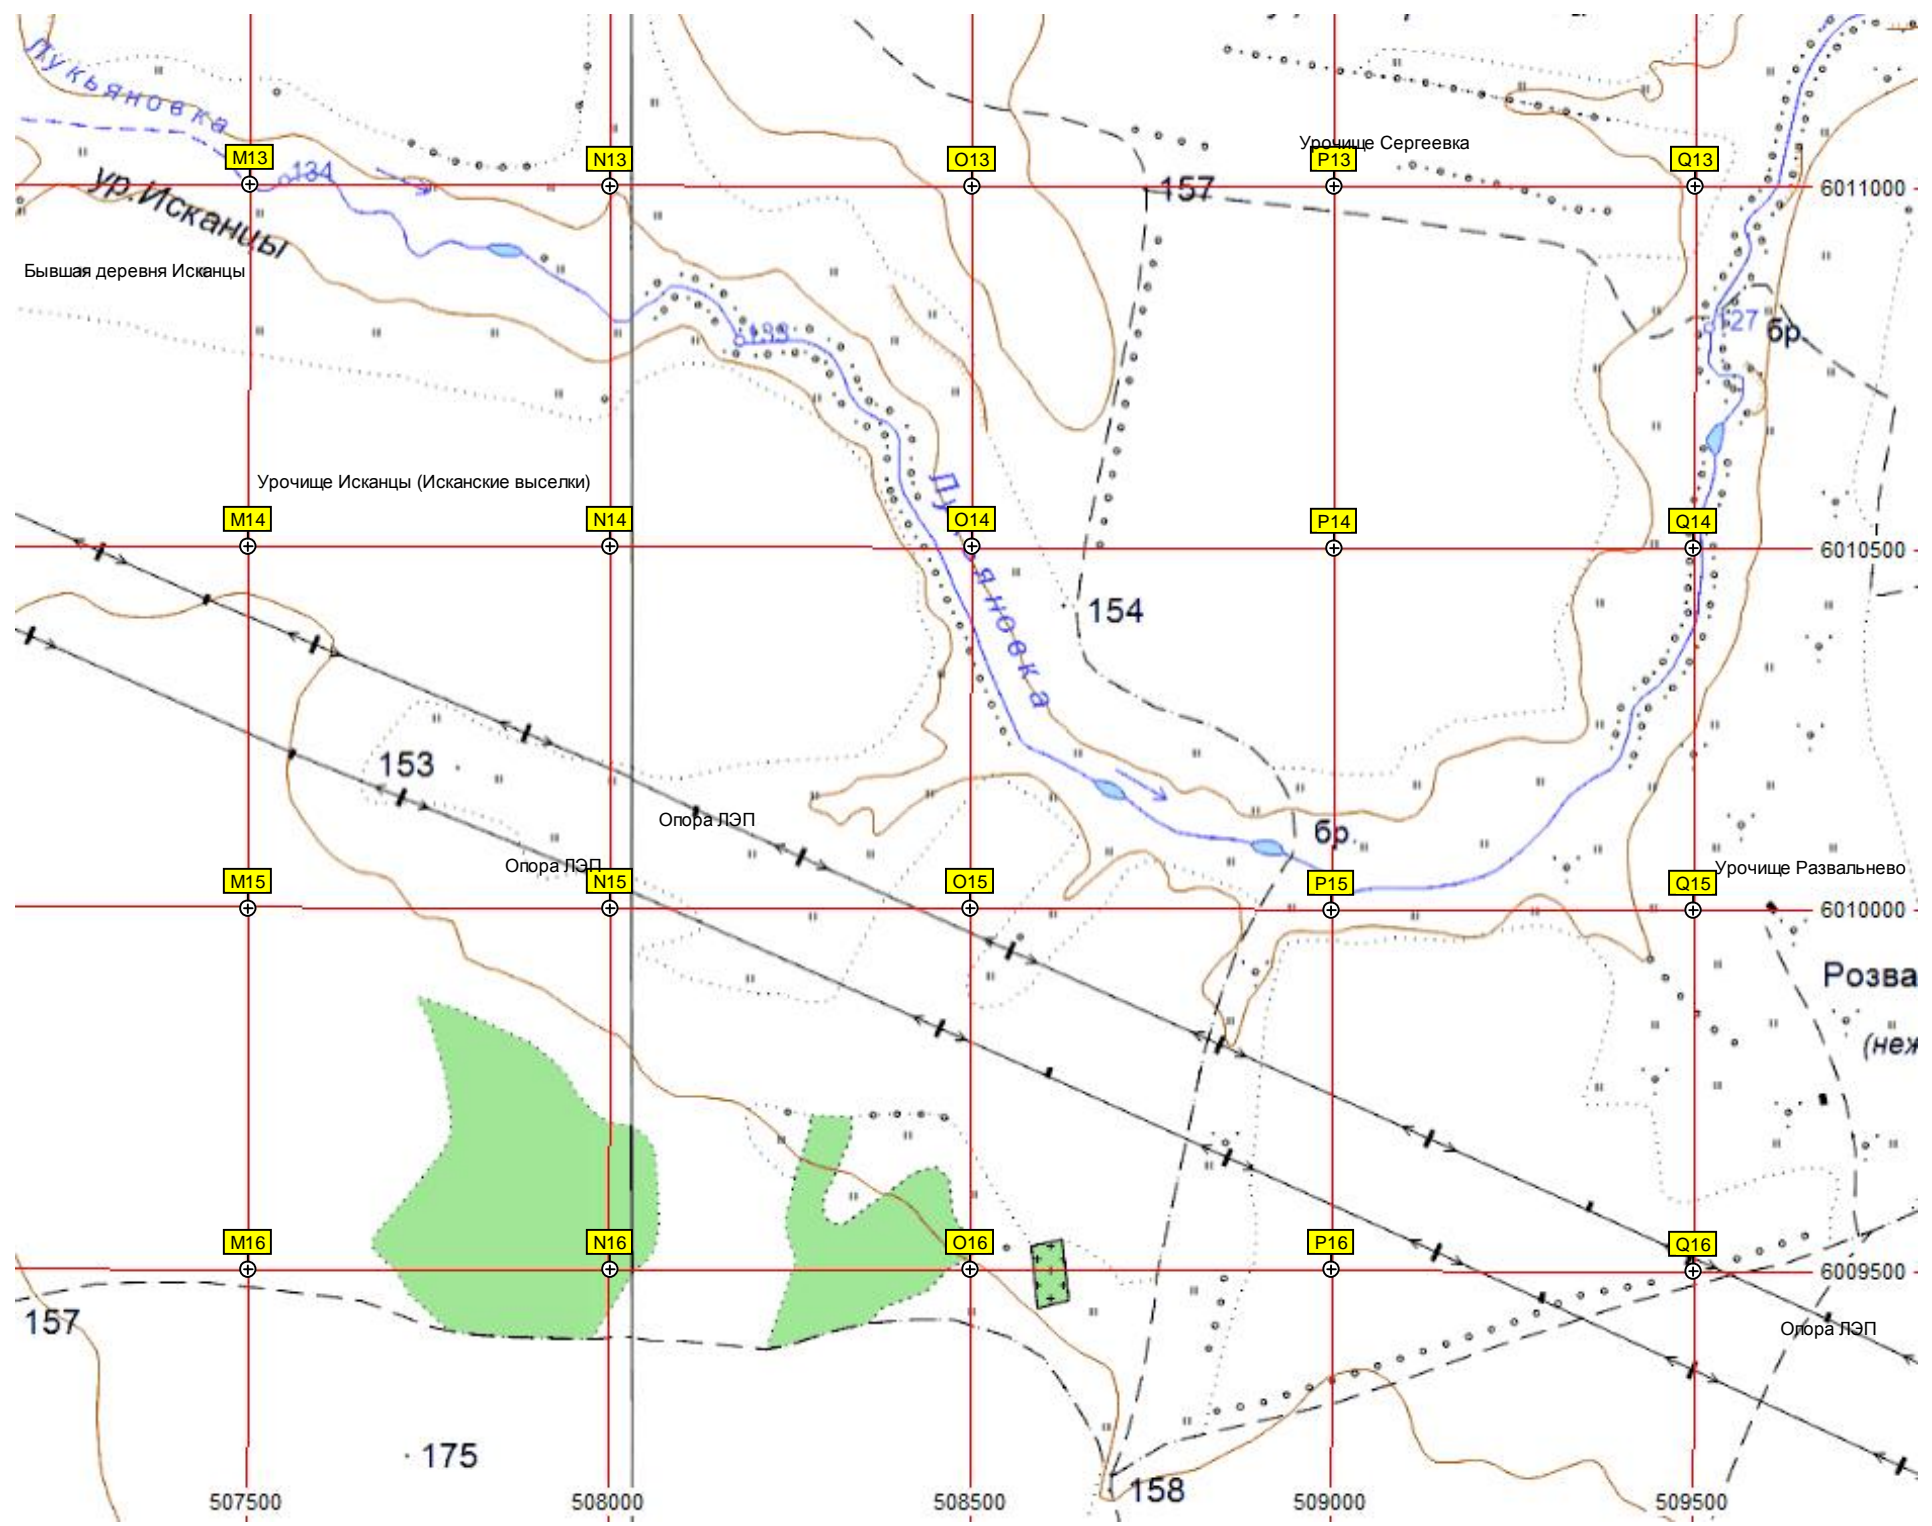 Лукьяновка
Урочище Сергеевка
M13
134
N13
O13
P13
Q13
157
6011000
ур.Исканцы
Бывшая деревня Исканцы
133
127
бр.
Урочище Исканцы (Исканские выселки)
Лукьяновка
M14
N14
O14
P14
Q14
6010500
154
153
Опора ЛЭП
бр.
Опора ЛЭП
Урочище Развальнево
M15
N15
O15
P15
Q15
6010000
Розва
(неж
M16
N16
O16
P16
Q16
6009500
157
Опора ЛЭП
175
158
507500
508000
508500
509000
509500